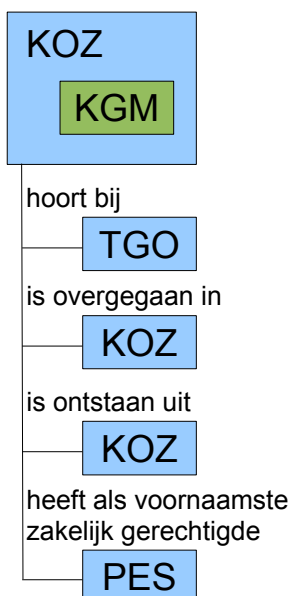 KOZ
KGM
hoort bij
TGO
is overgegaan in
KOZ
is ontstaan uit
KOZ
heeft als voornaamste
zakelijk gerechtigde
PES